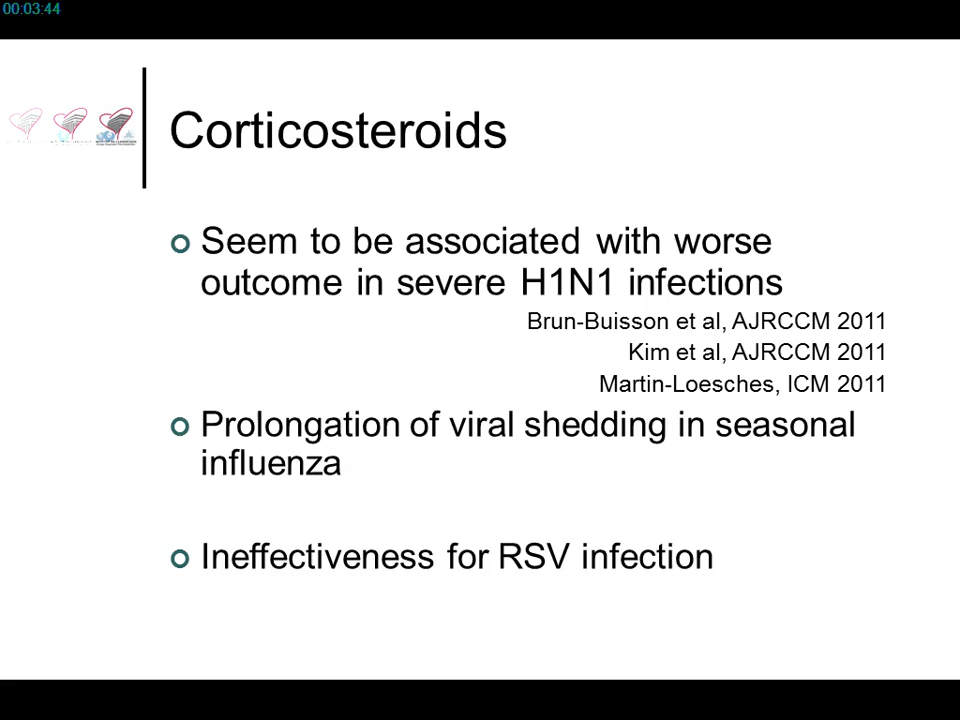 00:03:44
Corticosteroids
Seem to be associated with worse
outcome in severe H1N1 infections
Brun-Buisson et al, AJRCCM 2011
Kim et al, AJRCCM 2011
Martin-Loesches, ICM 2011
Prolongation of viral shedding in seasonal
influenza
Ineffectiveness for RSV infection